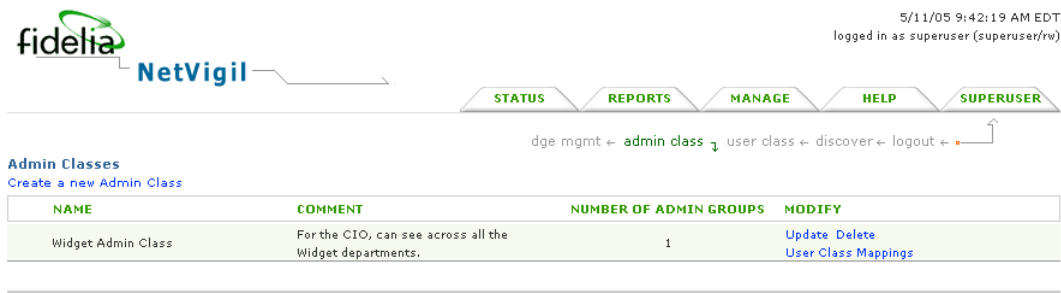 fidelia
NetVigil
5/11/05 9:42:19 AM EDT
logged in as superuser (superuser/rw)
STATUS REPORTS MANAGE HELP SUPERUSER
dge mgmt ← admin class ↴ user class ← discover ← logout ←
Admin Classes
Create a new Admin Class
NAME COMMENT NUMBER OF ADMIN GROUPS MODIFY
Widget Admin Class For the CIO, can see across all the 1 Update Delete
Widget departments. User Class Mappings